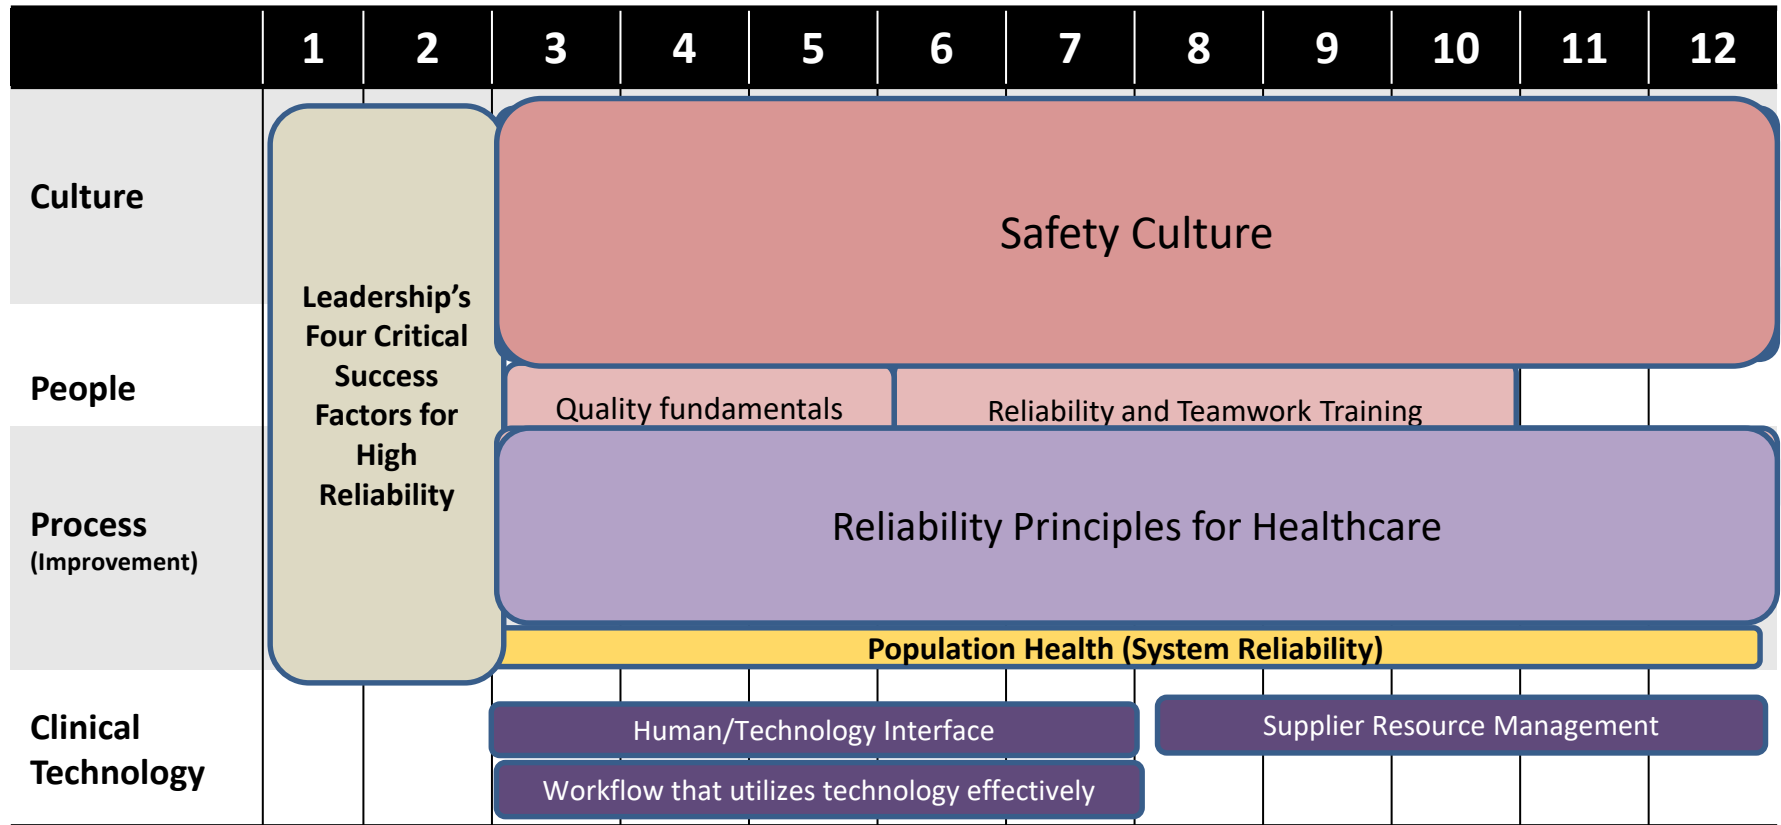 1 2 3 4 5 6 7 8 9 10 11 12
Culture
Safety Culture
Leadership’s
Four Critical
Success
Factors for
High
Reliability
People
Quality fundamentals
Reliability and Teamwork Training
Process
(Improvement)
Reliability Principles for Healthcare
Population Health (System Reliability)
Clinical
Technology
Human/Technology Interface
Supplier Resource Management
Workflow that utilizes technology effectively